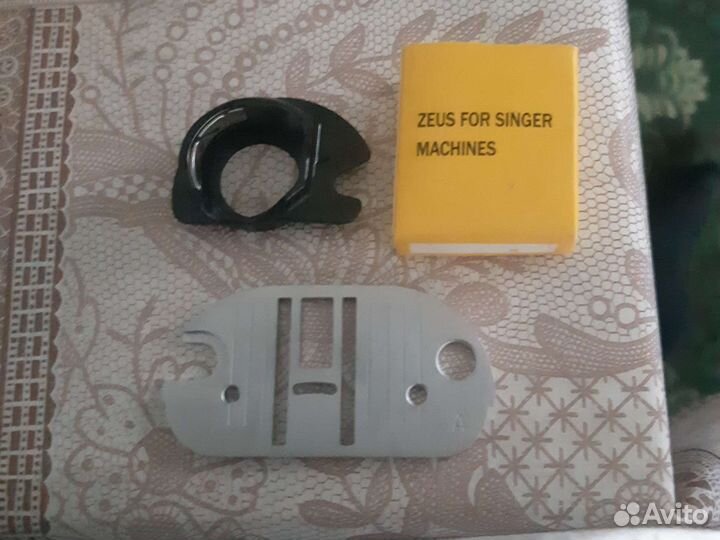 ZEUS FOR SINGER
MACHINES
A
Avito